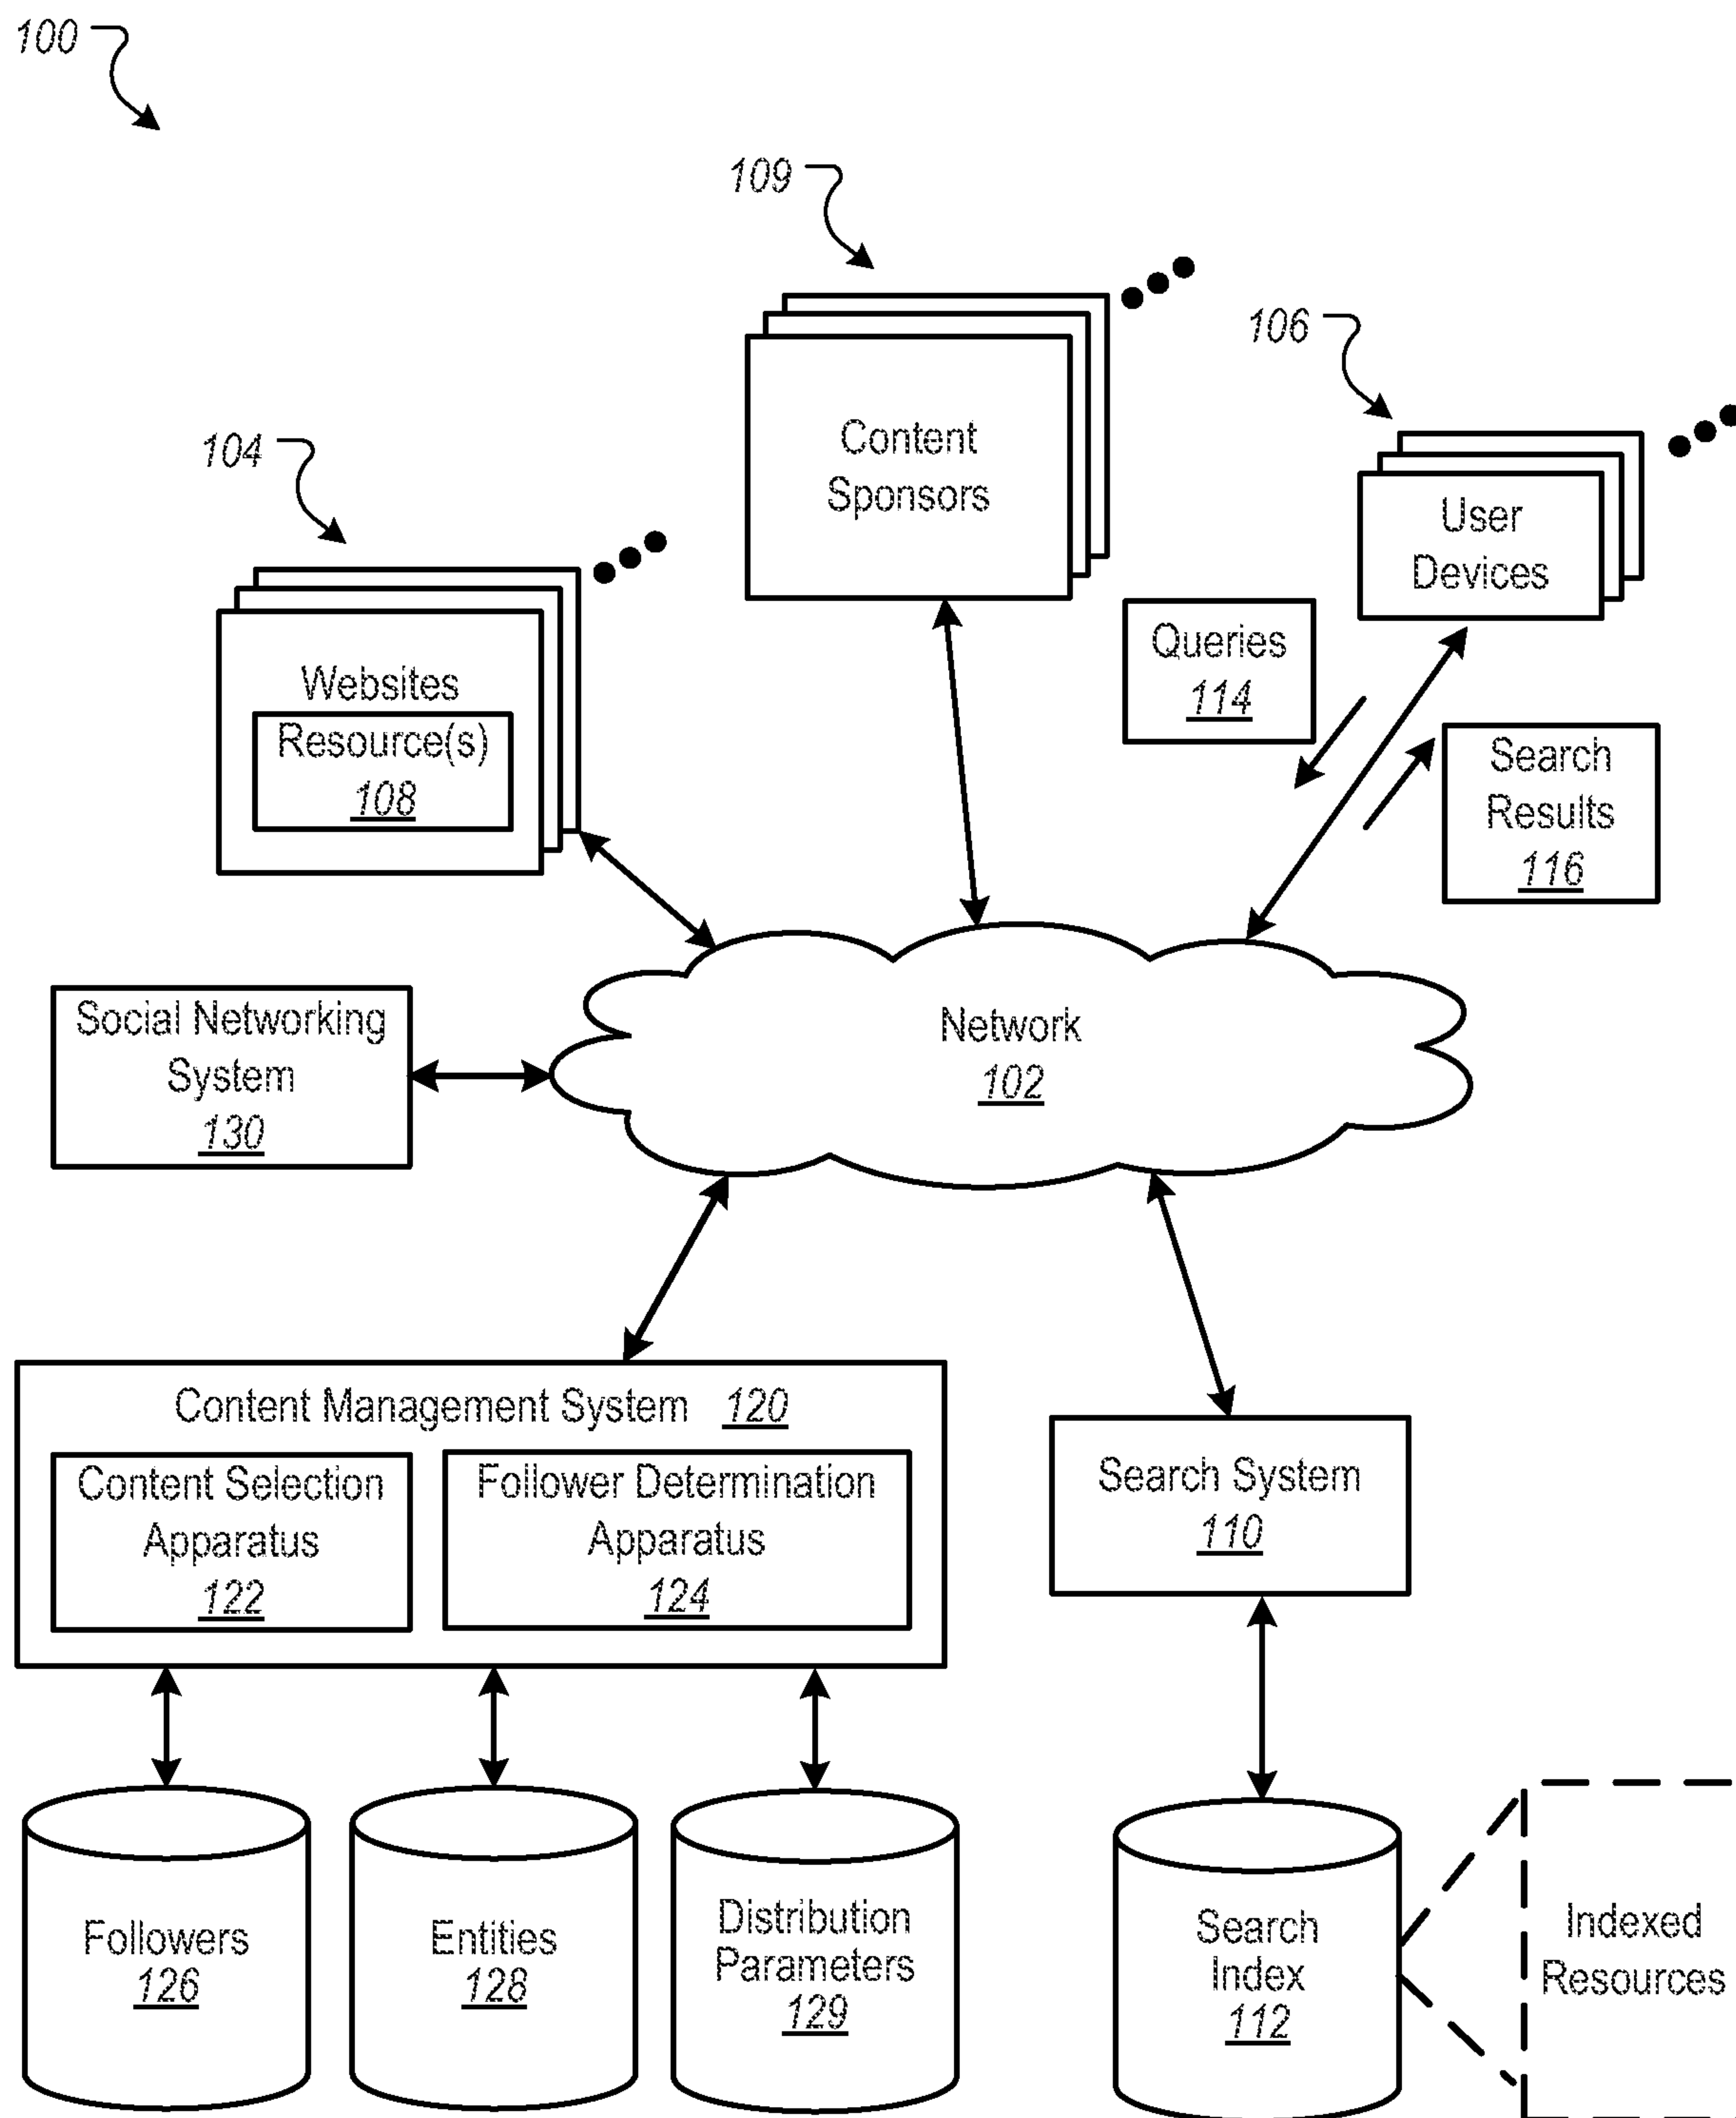 100
109
106
104
Content
Sponsors
User
Devices
Queries
114
Websites
Resource(s)
108
Search
Results
116
Social Networking
System
130
Network
102
Content Management System 120
Content Selection
Apparatus
122
Follower Determination
Apparatus
124
Search System
110
Followers
126
Entities
128
Distribution
Parameters
129
Search
Index
112
Indexed
Resources